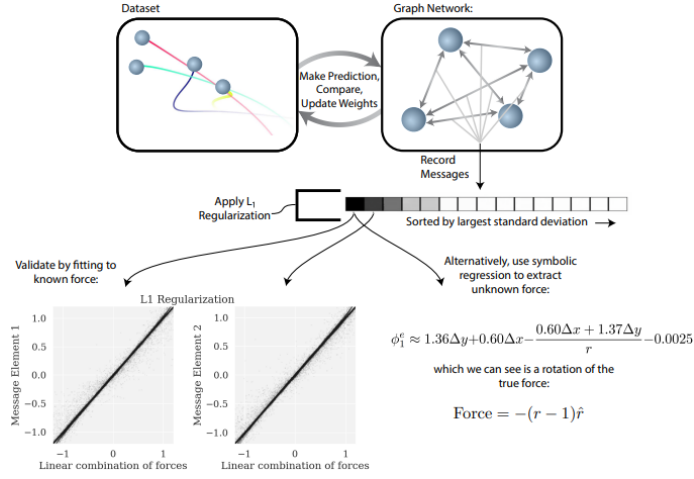 Dataset
Graph Network:
Make Prediction,
Compare,
Update Weights
Record
Messages
Apply L₁
Regularization
Sorted by largest standard deviation
Validate by fitting to
known force:
L1 Regularization
Message Element 1
1.0
0.5
0.0
−0.5
−1.0
−1 0 1
Linear combination of forces
Message Element 2
1.0
0.5
0.0
−0.5
−1.0
−1 0 1
Linear combination of forces
Alternatively, use symbolic
regression to extract
unknown force:
ϕ₁ᵉ ≈ 1.36Δy+0.60Δx−(0.60Δx + 1.37Δy)/r−0.0025
which we can see is a rotation of the
true force:
Force = −(r − 1)r̂